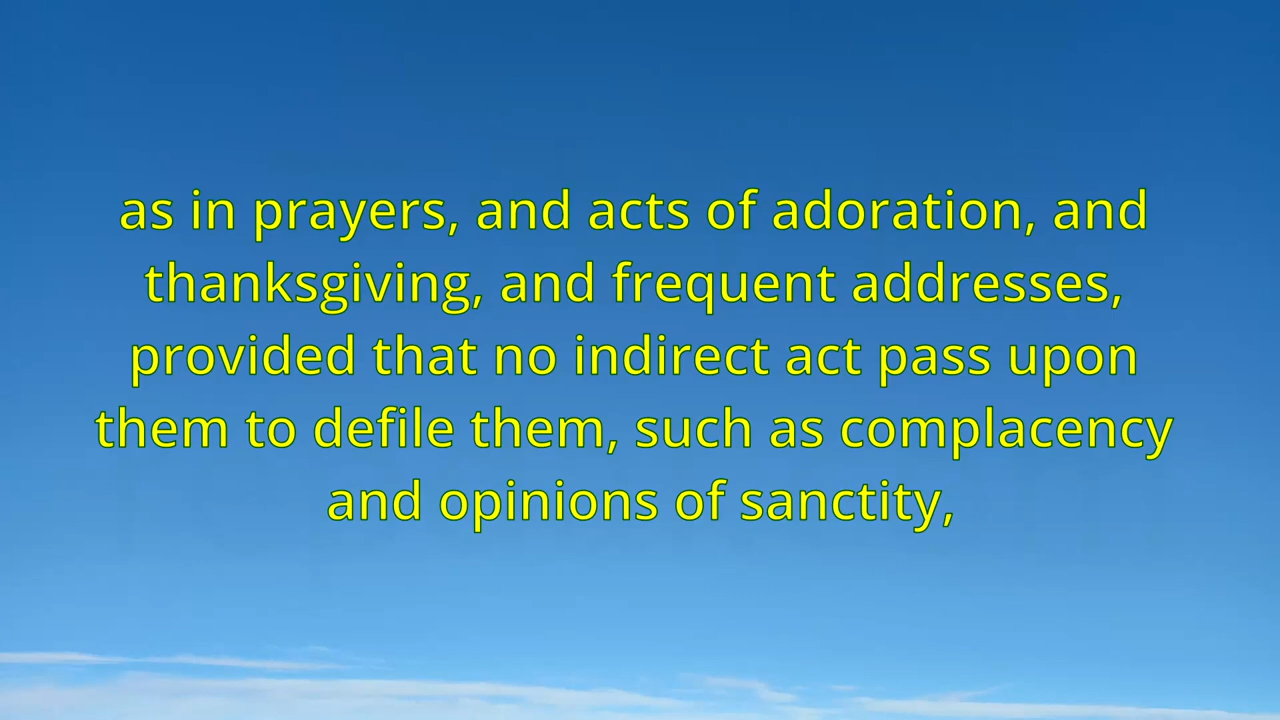 as in prayers, and acts of adoration, and
thanksgiving, and frequent addresses,
provided that no indirect act pass upon
them to defile them, such as complacency
and opinions of sanctity,